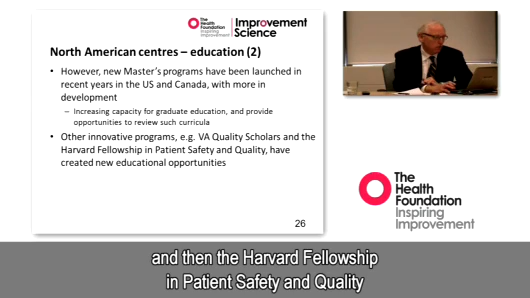 The
Health
Foundation
Inspiring
Improvement
Improvement
Science
North American centres – education (2)
• However, new Master's programs have been launched in
recent years in the US and Canada, with more in
development
– Increasing capacity for graduate education, and provide
opportunities to review such curricula
• Other innovative programs, e.g. VA Quality Scholars and the
Harvard Fellowship in Patient Safety and Quality, have
created new educational opportunities
26
The
Health
Foundation
Inspiring
Improvement
and then the Harvard Fellowship
in Patient Safety and Quality